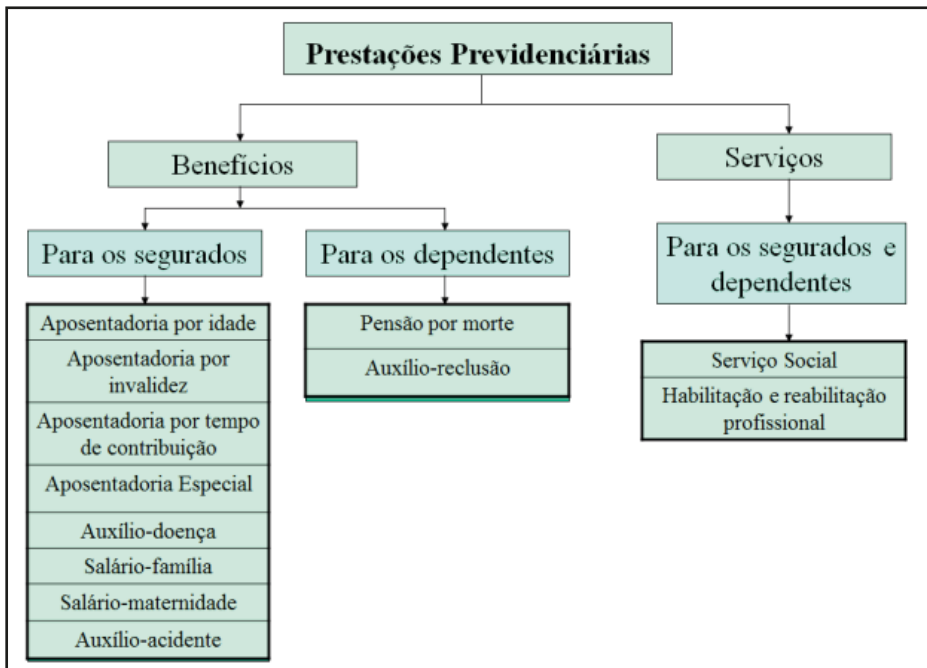 Prestações Previdenciárias
Benefícios
Serviços
Para os segurados
Para os dependentes
Para os segurados e
dependentes
Aposentadoria por idade
Aposentadoria por
invalidez
Aposentadoria por tempo
de contribuição
Aposentadoria Especial
Auxílio-doença
Salário-família
Salário-maternidade
Auxílio-acidente
Pensão por morte
Auxílio-reclusão
Serviço Social
Habilitação e reabilitação
profissional